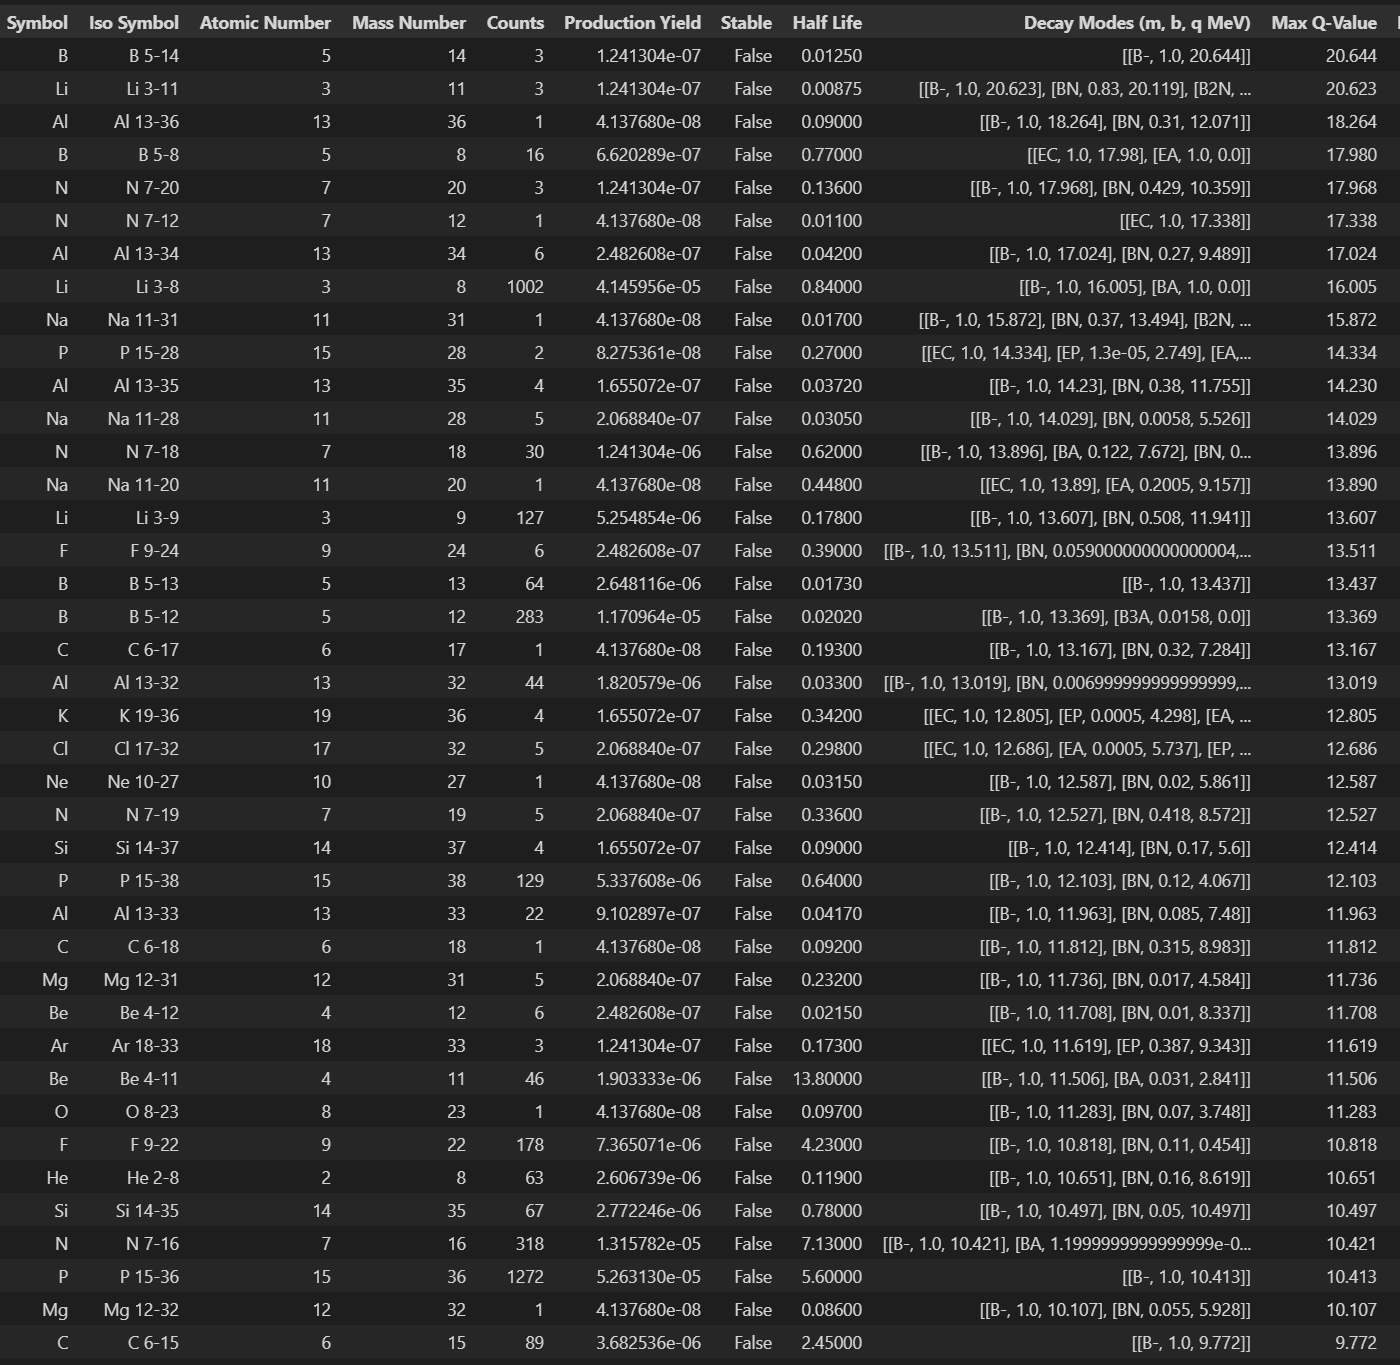 Symbol Iso Symbol Atomic Number Mass Number Counts Production Yield Stable Half Life Decay Modes (m, b, q MeV) Max Q-Value
B B 5-14 5 14 3 1.241304e-07 False 0.01250 [[B-, 1.0, 20.644]] 20.644
Li Li 3-11 3 11 3 1.241304e-07 False 0.00875 [[B-, 1.0, 20.623], [BN, 0.83, 20.119], [B2N, ... 20.623
Al Al 13-36 13 36 1 4.137680e-08 False 0.09000 [[B-, 1.0, 18.264], [BN, 0.31, 12.071]] 18.264
B B 5-8 5 8 16 6.620289e-07 False 0.77000 [[EC, 1.0, 17.98], [EA, 1.0, 0.0]] 17.980
N N 7-20 7 20 3 1.241304e-07 False 0.13600 [[B-, 1.0, 17.968], [BN, 0.429, 10.359]] 17.968
N N 7-12 7 12 1 4.137680e-08 False 0.01100 [[EC, 1.0, 17.338]] 17.338
Al Al 13-34 13 34 6 2.482608e-07 False 0.04200 [[B-, 1.0, 17.024], [BN, 0.27, 9.489]] 17.024
Li Li 3-8 3 8 1002 4.145956e-05 False 0.84000 [[B-, 1.0, 16.005], [BA, 1.0, 0.0]] 16.005
Na Na 11-31 11 31 1 4.137680e-08 False 0.01700 [[B-, 1.0, 15.872], [BN, 0.37, 13.494], [B2N, ... 15.872
P P 15-28 15 28 2 8.275361e-08 False 0.27000 [[EC, 1.0, 14.334], [EP, 1.3e-05, 2.749], [EA,... 14.334
Al Al 13-35 13 35 4 1.655072e-07 False 0.03720 [[B-, 1.0, 14.23], [BN, 0.38, 11.755]] 14.230
Na Na 11-28 11 28 5 2.068840e-07 False 0.03050 [[B-, 1.0, 14.029], [BN, 0.0058, 5.526]] 14.029
N N 7-18 7 18 30 1.241304e-06 False 0.62000 [[B-, 1.0, 13.896], [BA, 0.122, 7.672], [BN, 0... 13.896
Na Na 11-20 11 20 1 4.137680e-08 False 0.44800 [[EC, 1.0, 13.89], [EA, 0.2005, 9.157]] 13.890
Li Li 3-9 3 9 127 5.254854e-06 False 0.17800 [[B-, 1.0, 13.607], [BN, 0.508, 11.941]] 13.607
F F 9-24 9 24 6 2.482608e-07 False 0.39000 [[B-, 1.0, 13.511], [BN, 0.059000000000000004,... 13.511
B B 5-13 5 13 64 2.648116e-06 False 0.01730 [[B-, 1.0, 13.437]] 13.437
B B 5-12 5 12 283 1.170964e-05 False 0.02020 [[B-, 1.0, 13.369], [B3A, 0.0158, 0.0]] 13.369
C C 6-17 6 17 1 4.137680e-08 False 0.19300 [[B-, 1.0, 13.167], [BN, 0.32, 7.284]] 13.167
Al Al 13-32 13 32 44 1.820579e-06 False 0.03300 [[B-, 1.0, 13.019], [BN, 0.006999999999999999,... 13.019
K K 19-36 19 36 4 1.655072e-07 False 0.34200 [[EC, 1.0, 12.805], [EP, 0.0005, 4.298], [EA, ... 12.805
Cl Cl 17-32 17 32 5 2.068840e-07 False 0.29800 [[EC, 1.0, 12.686], [EA, 0.0005, 5.737], [EP, ... 12.686
Ne Ne 10-27 10 27 1 4.137680e-08 False 0.03150 [[B-, 1.0, 12.587], [BN, 0.02, 5.861]] 12.587
N N 7-19 7 19 5 2.068840e-07 False 0.33600 [[B-, 1.0, 12.527], [BN, 0.418, 8.572]] 12.527
Si Si 14-37 14 37 4 1.655072e-07 False 0.09000 [[B-, 1.0, 12.414], [BN, 0.17, 5.6]] 12.414
P P 15-38 15 38 129 5.337608e-06 False 0.64000 [[B-, 1.0, 12.103], [BN, 0.12, 4.067]] 12.103
Al Al 13-33 13 33 22 9.102897e-07 False 0.04170 [[B-, 1.0, 11.963], [BN, 0.085, 7.48]] 11.963
C C 6-18 6 18 1 4.137680e-08 False 0.09200 [[B-, 1.0, 11.812], [BN, 0.315, 8.983]] 11.812
Mg Mg 12-31 12 31 5 2.068840e-07 False 0.23200 [[B-, 1.0, 11.736], [BN, 0.017, 4.584]] 11.736
Be Be 4-12 4 12 6 2.482608e-07 False 0.02150 [[B-, 1.0, 11.708], [BN, 0.01, 8.337]] 11.708
Ar Ar 18-33 18 33 3 1.241304e-07 False 0.17300 [[EC, 1.0, 11.619], [EP, 0.387, 9.343]] 11.619
Be Be 4-11 4 11 46 1.903333e-06 False 13.80000 [[B-, 1.0, 11.506], [BA, 0.031, 2.841]] 11.506
O O 8-23 8 23 1 4.137680e-08 False 0.09700 [[B-, 1.0, 11.283], [BN, 0.07, 3.748]] 11.283
F F 9-22 9 22 178 7.365071e-06 False 4.23000 [[B-, 1.0, 10.818], [BN, 0.11, 0.454]] 10.818
He He 2-8 2 8 63 2.606739e-06 False 0.11900 [[B-, 1.0, 10.651], [BN, 0.16, 8.619]] 10.651
Si Si 14-35 14 35 67 2.772246e-06 False 0.78000 [[B-, 1.0, 10.497], [BN, 0.05, 10.497]] 10.497
N N 7-16 7 16 318 1.315782e-05 False 7.13000 [[B-, 1.0, 10.421], [BA, 1.1999999999999999e-0... 10.421
P P 15-36 15 36 1272 5.263130e-05 False 5.60000 [[B-, 1.0, 10.413]] 10.413
Mg Mg 12-32 12 32 1 4.137680e-08 False 0.08600 [[B-, 1.0, 10.107], [BN, 0.055, 5.928]] 10.107
C C 6-15 6 15 89 3.682536e-06 False 2.45000 [[B-, 1.0, 9.772]] 9.772